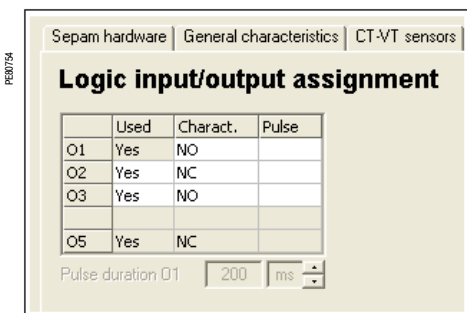 PE80754
Sepam hardware General characteristics CT-VT sensors
Logic input/output assignment
Used Charact. Pulse
O1 Yes NO
O2 Yes NC
O3 Yes NO
O5 Yes NC
Pulse duration O1 200 ms